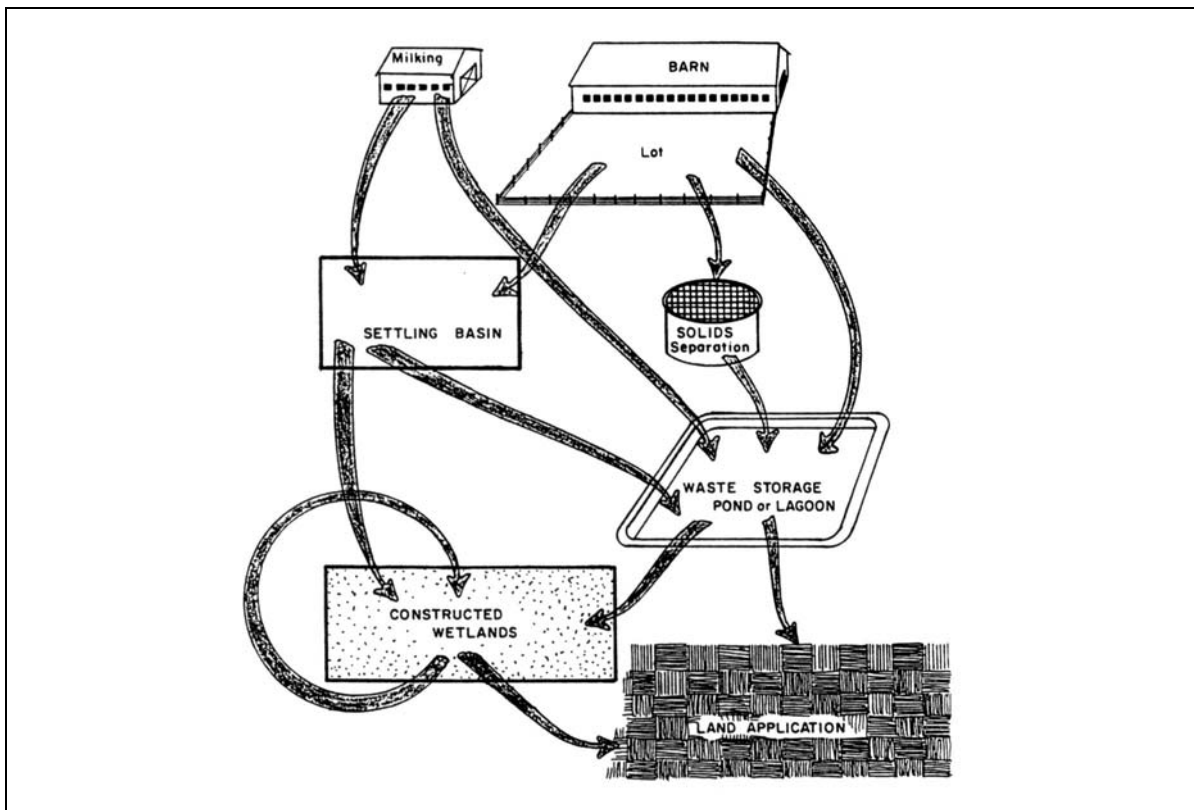 Milking
BARN
Lot
SETTLING BASIN
SOLIDS
Separation
WASTE STORAGE
POND or LAGOON
CONSTRUCTED
WETLANDS
LAND APPLICATION